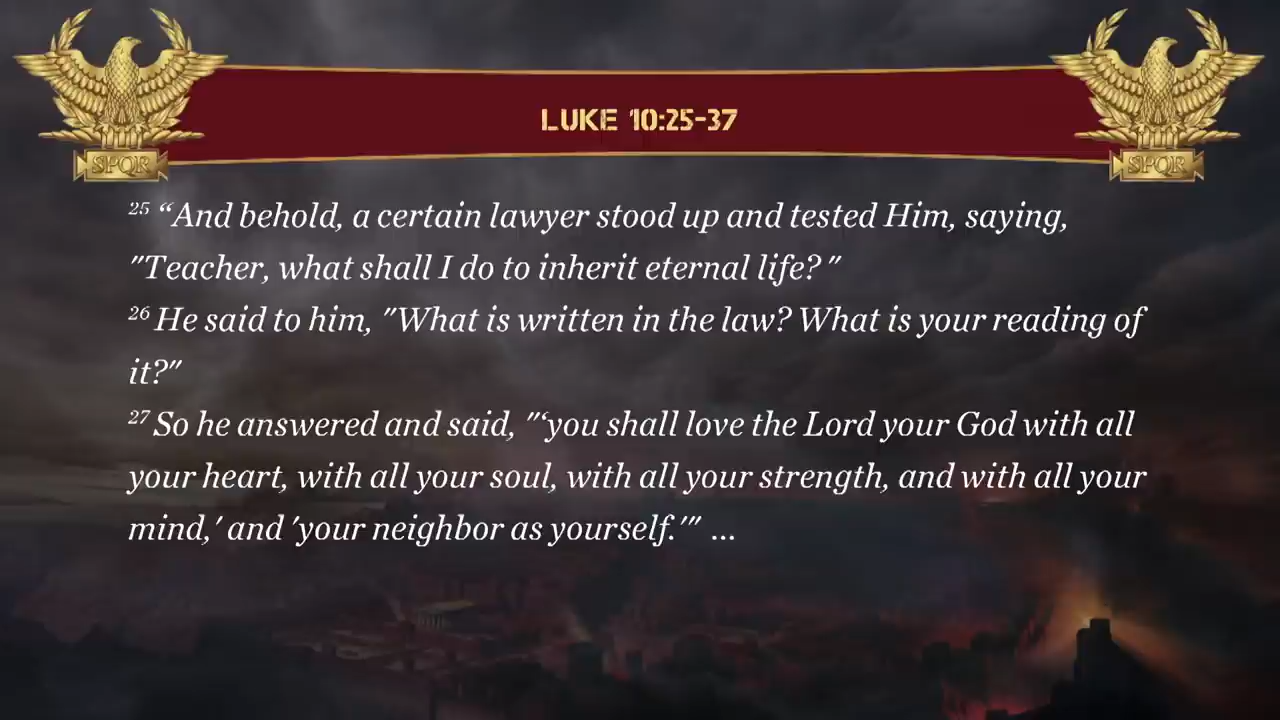 SPQR
LUKE 10:25-37
SPQR
25 “And behold, a certain lawyer stood up and tested Him, saying,
"Teacher, what shall I do to inherit eternal life? "
26 He said to him, "What is written in the law? What is your reading of
it?"
27 So he answered and said, "‘you shall love the Lord your God with all
your heart, with all your soul, with all your strength, and with all your
mind,' and 'your neighbor as yourself.'" ...